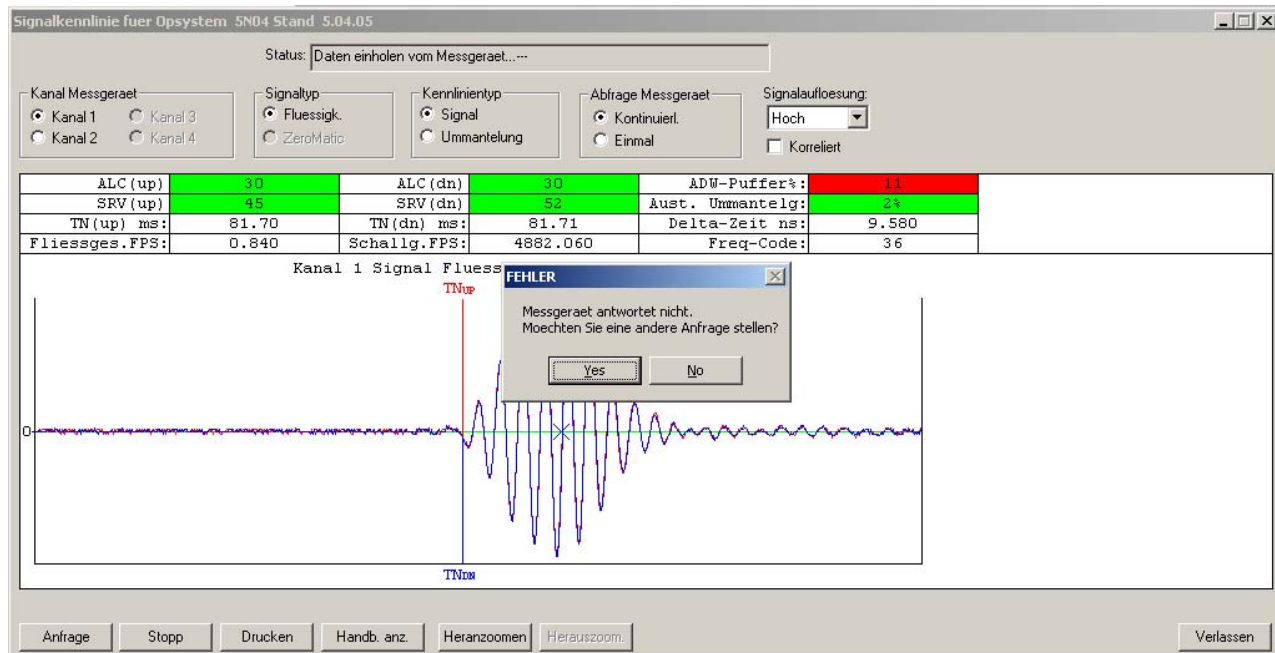 Signalkennlinie fuer Opsystem 5N04 Stand 5.04.05
Status: Daten einholen vom Messgeraet...---
Kanal Messgeraet
Kanal 1 Kanal 3
Kanal 2 Kanal 4
Signaltyp
Fluessigk.
ZeroMatic
Kennlinientyp
Signal
Ummantelung
Abfrage Messgeraet
Kontinuierl.
Einmal
Signalaufloesung:
Hoch
Korreliert
ALC(up) 30 ALC(dn) 30 ADW-Puffer%: 11
SRV(up) 45 SRV(dn) 52 Aust. Ummantelg: 2%
TN(up) ms: 81.70 TN(dn) ms: 81.71 Delta-Zeit ns: 9.580
Fliessges.FPS: 0.840 Schallg.FPS: 4882.060 Freq-Code: 36
Kanal 1 Signal Fluess
TNUP
FEHLER
Messgeraet antwortet nicht.
Moechten Sie eine andere Anfrage stellen?
Yes No
0
TNDN
Anfrage Stopp Drucken Handb. anz. Heranzoomen Herauszoom. Verlassen